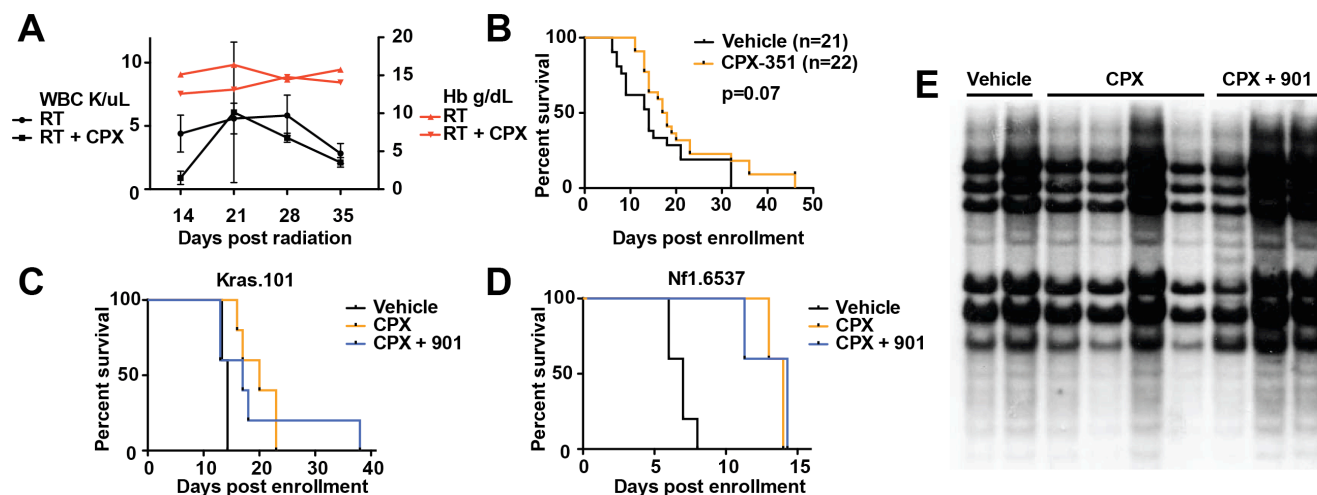 A
WBC K/uL
RT
RT + CPX
10
5
0
20
15
10
5
0
Hb g/dL
RT
RT + CPX
14 21 28 35
Days post radiation
B
Percent survival
100
50
0
Vehicle (n=21)
CPX-351 (n=22)
p=0.07
0 10 20 30 40 50
Days post enrollment
C
Kras.101
Percent survival
100
50
0
Vehicle
CPX
CPX + 901
0 10 20 30 40
Days post enrollment
D
Nf1.6537
Percent survival
100
50
0
Vehicle
CPX
CPX + 901
0 5 10 15
Days post enrollment
E
Vehicle CPX CPX + 901